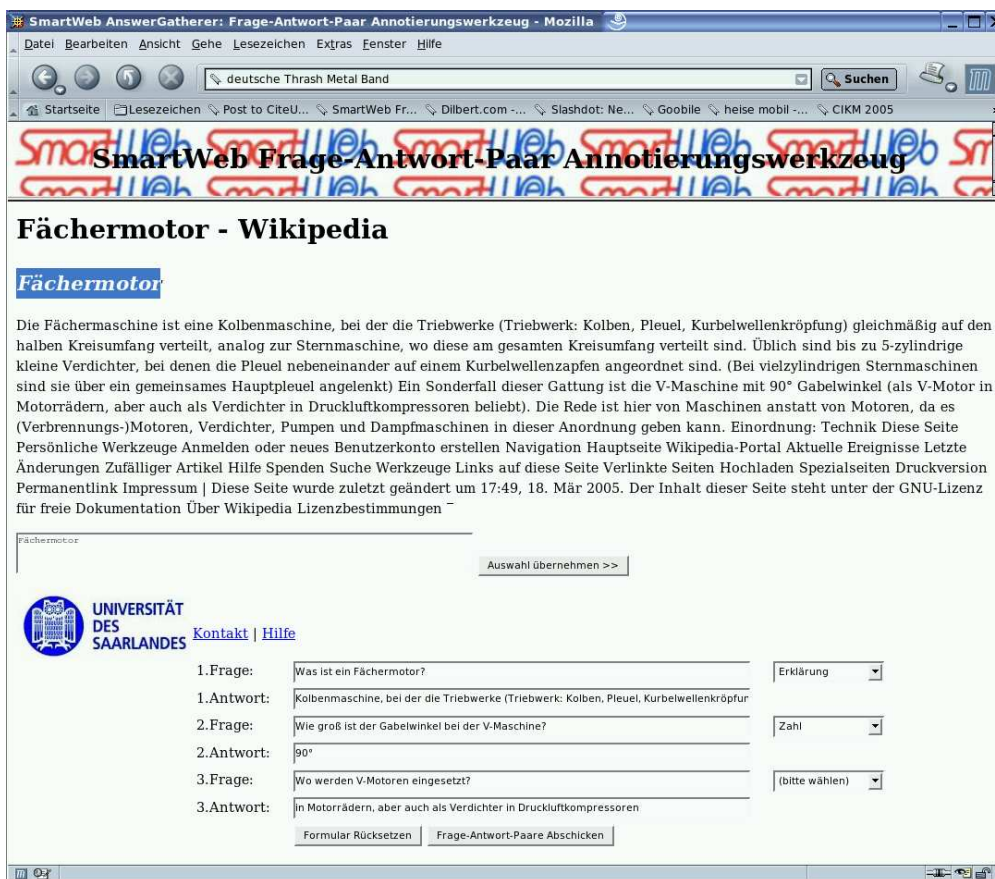 SmartWeb AnswerGatherer: Frage-Antwort-Paar Annotierungswerkzeug - Mozilla
Datei Bearbeiten Ansicht Gehe Lesezeichen Extras Fenster Hilfe
deutsche Thrash Metal Band Suchen
Startseite Lesezeichen Post to CiteU... SmartWeb Fr... Dilbert.com -... Slashdot: Ne... Goobile heise mobil -... CIKM 2005
SmartWeb Frage-Antwort-Paar Annotierungswerkzeug
Fächermotor - Wikipedia
Fächermotor
Die Fächermaschine ist eine Kolbenmaschine, bei der die Triebwerke (Triebwerk: Kolben, Pleuel, Kurbelwellenkröpfung) gleichmäßig auf den
halben Kreisumfang verteilt, analog zur Sternmaschine, wo diese am gesamten Kreisumfang verteilt sind. Üblich sind bis zu 5-zylindrige
kleine Verdichter, bei denen die Pleuel nebeneinander auf einem Kurbelwellenzapfen angeordnet sind. (Bei vielzylindrigen Sternmaschinen
sind sie über ein gemeinsames Hauptpleuel angelenkt) Ein Sonderfall dieser Gattung ist die V-Maschine mit 90° Gabelwinkel (als V-Motor in
Motorrädern, aber auch als Verdichter in Druckluftkompressoren beliebt). Die Rede ist hier von Maschinen anstatt von Motoren, da es
(Verbrennungs-)Motoren, Verdichter, Pumpen und Dampfmaschinen in dieser Anordnung geben kann. Einordnung: Technik Diese Seite
Persönliche Werkzeuge Anmelden oder neues Benutzerkonto erstellen Navigation Hauptseite Wikipedia-Portal Aktuelle Ereignisse Letzte
Änderungen Zufälliger Artikel Hilfe Spenden Suche Werkzeuge Links auf diese Seite Verlinkte Seiten Hochladen Spezialseiten Druckversion
Permanentlink Impressum | Diese Seite wurde zuletzt geändert um 17:49, 18. Mär 2005. Der Inhalt dieser Seite steht unter der GNU-Lizenz
für freie Dokumentation Über Wikipedia Lizenzbestimmungen
Fächermotor
Auswahl übernehmen >>
UNIVERSITÄT
DES
SAARLANDES
Kontakt | Hilfe
1.Frage: Was ist ein Fächermotor? Erklärung
1.Antwort: Kolbenmaschine, bei der die Triebwerke (Triebwerk: Kolben, Pleuel, Kurbelwellenkröpfun
2.Frage: Wie groß ist der Gabelwinkel bei der V-Maschine? Zahl
2.Antwort: 90°
3.Frage: Wo werden V-Motoren eingesetzt? (bitte wählen)
3.Antwort: in Motorrädern, aber auch als Verdichter in Druckluftkompressoren
Formular Rücksetzen Frage-Antwort-Paare Abschicken